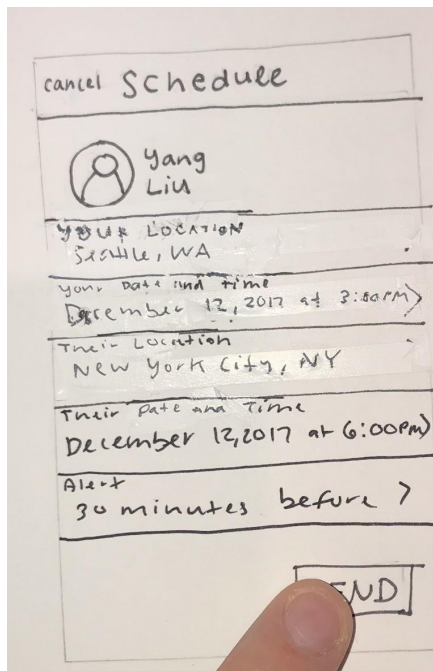 cancel Schedule
Yang
Liu
YOUR LOCATION
Seattle, WA
your Date and time
December 12, 2017 at 3:00PM >
Their Location
NEW York City, NY
Their Date and Time
December 12, 2017 at 6:00PM >
Alert
30 minutes before >
END